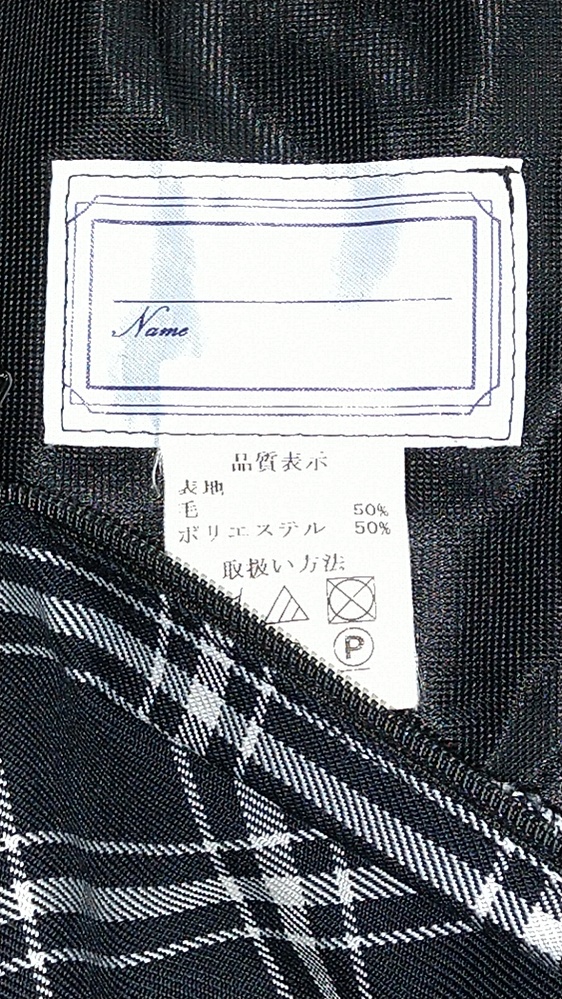 Name
品質表示
表地
毛 50%
ポリエステル 50%
取扱い方法
P